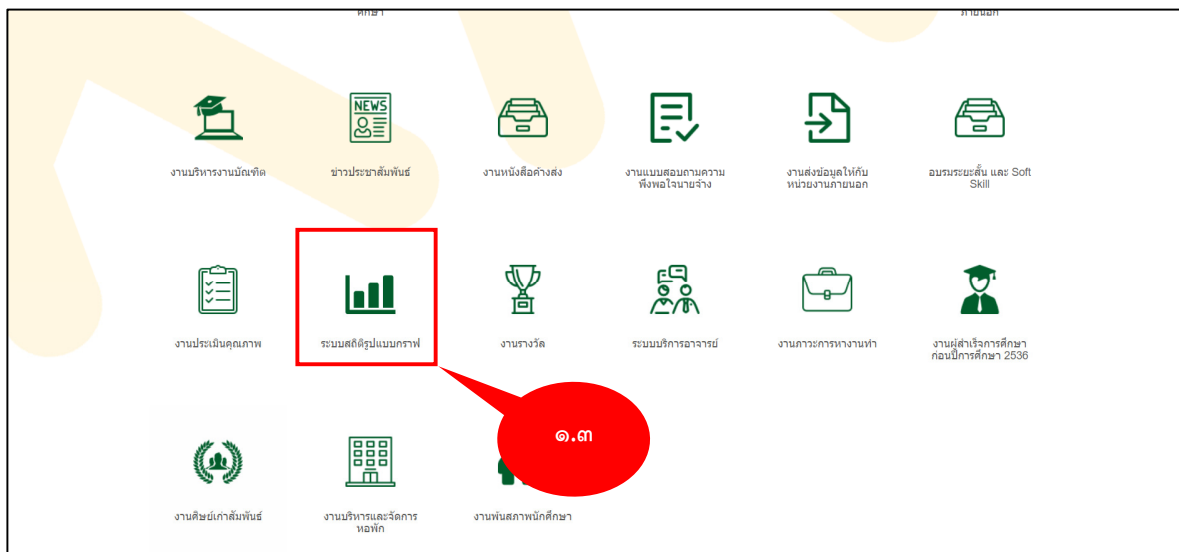 ศึกษา
ภายนอก
NEWS
งานบริหารงานบัณฑิต
ข่าวประชาสัมพันธ์
งานหนังสือค้างส่ง
งานแบบสอบถามความ
พึงพอใจนายจ้าง
งานส่งข้อมูลให้กับ
หน่วยงานภายนอก
อบรมระยะสั้น และ Soft
Skill
งานประเมินคุณภาพ
ระบบสถิติรูปแบบกราฟ
งานรางวัล
ระบบบริการอาจารย์
งานภาวะการหางานทำ
งานผู้สำเร็จการศึกษา
ก่อนปีการศึกษา 2536
๑.๓
งานศิษย์เก่าสัมพันธ์
งานบริหารและจัดการ
หอพัก
งานพ้นสภาพนักศึกษา